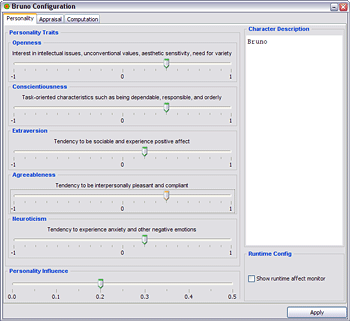 Bruno Configuration
Personality Appraisal Computation
Personality Traits
Openness
Interest in intellectual issues, unconventional values, aesthetic sensitivity, need for variety
-1 0 1
Conscientiousness
Task-oriented characteristics such as being dependable, responsible, and orderly
-1 0 1
Extraversion
Tendency to be sociable and experience positive affect
-1 0 1
Agreeableness
Tendency to be interpersonally pleasant and compliant
-1 0 1
Neuroticism
Tendency to experience anxiety and other negative emotions
-1 0 1
Personality Influence
0.0 0.1 0.2 0.3 0.4 0.5
Character Description
Bruno
Runtime Config
Show runtime affect monitor
Apply